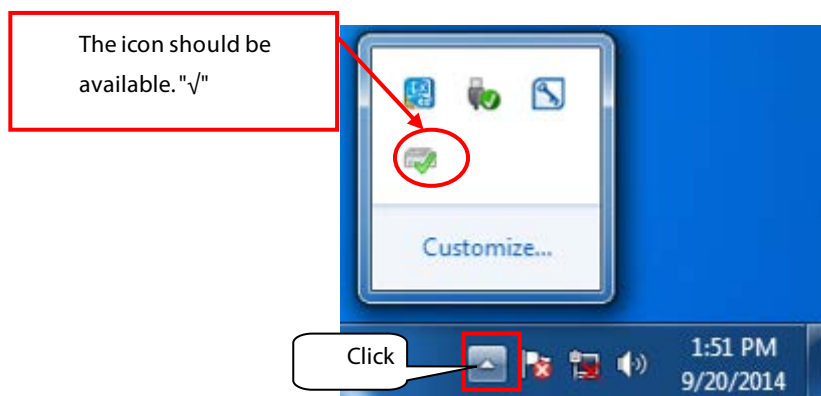 The icon should be
available."√"
Customize...
Click
1:51 PM
9/20/2014